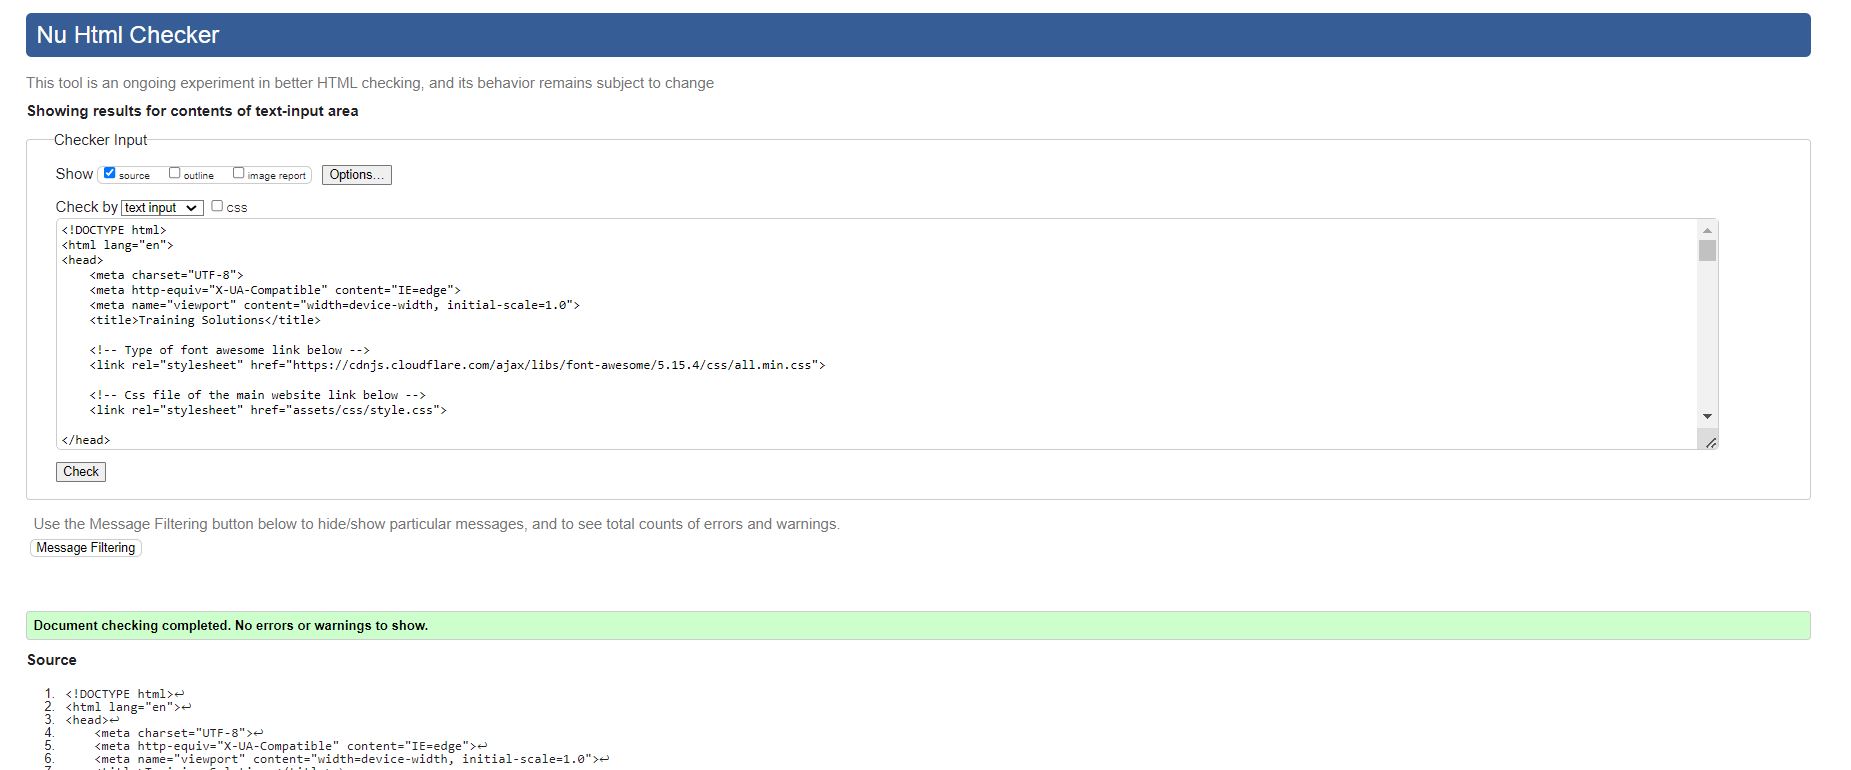 Nu Html Checker
This tool is an ongoing experiment in better HTML checking, and its behavior remains subject to change
Showing results for contents of text-input area
Checker Input
Show source outline image report Options...
Check by text input css
<!DOCTYPE html>
<html lang="en">
<head>
    <meta charset="UTF-8">
    <meta http-equiv="X-UA-Compatible" content="IE=edge">
    <meta name="viewport" content="width=device-width, initial-scale=1.0">
    <title>Training Solutions</title>
    <!-- Type of font awesome link below -->
    <link rel="stylesheet" href="https://cdnjs.cloudflare.com/ajax/libs/font-awesome/5.15.4/css/all.min.css">
    <!-- Css file of the main website link below -->
    <link rel="stylesheet" href="assets/css/style.css">
</head>
Check
Use the Message Filtering button below to hide/show particular messages, and to see total counts of errors and warnings.
Message Filtering
Document checking completed. No errors or warnings to show.
Source
1. <!DOCTYPE html>↩
2. <html lang="en">↩
3. <head>↩
4.     <meta charset="UTF-8">↩
5.     <meta http-equiv="X-UA-Compatible" content="IE=edge">↩
6.     <meta name="viewport" content="width=device-width, initial-scale=1.0">↩